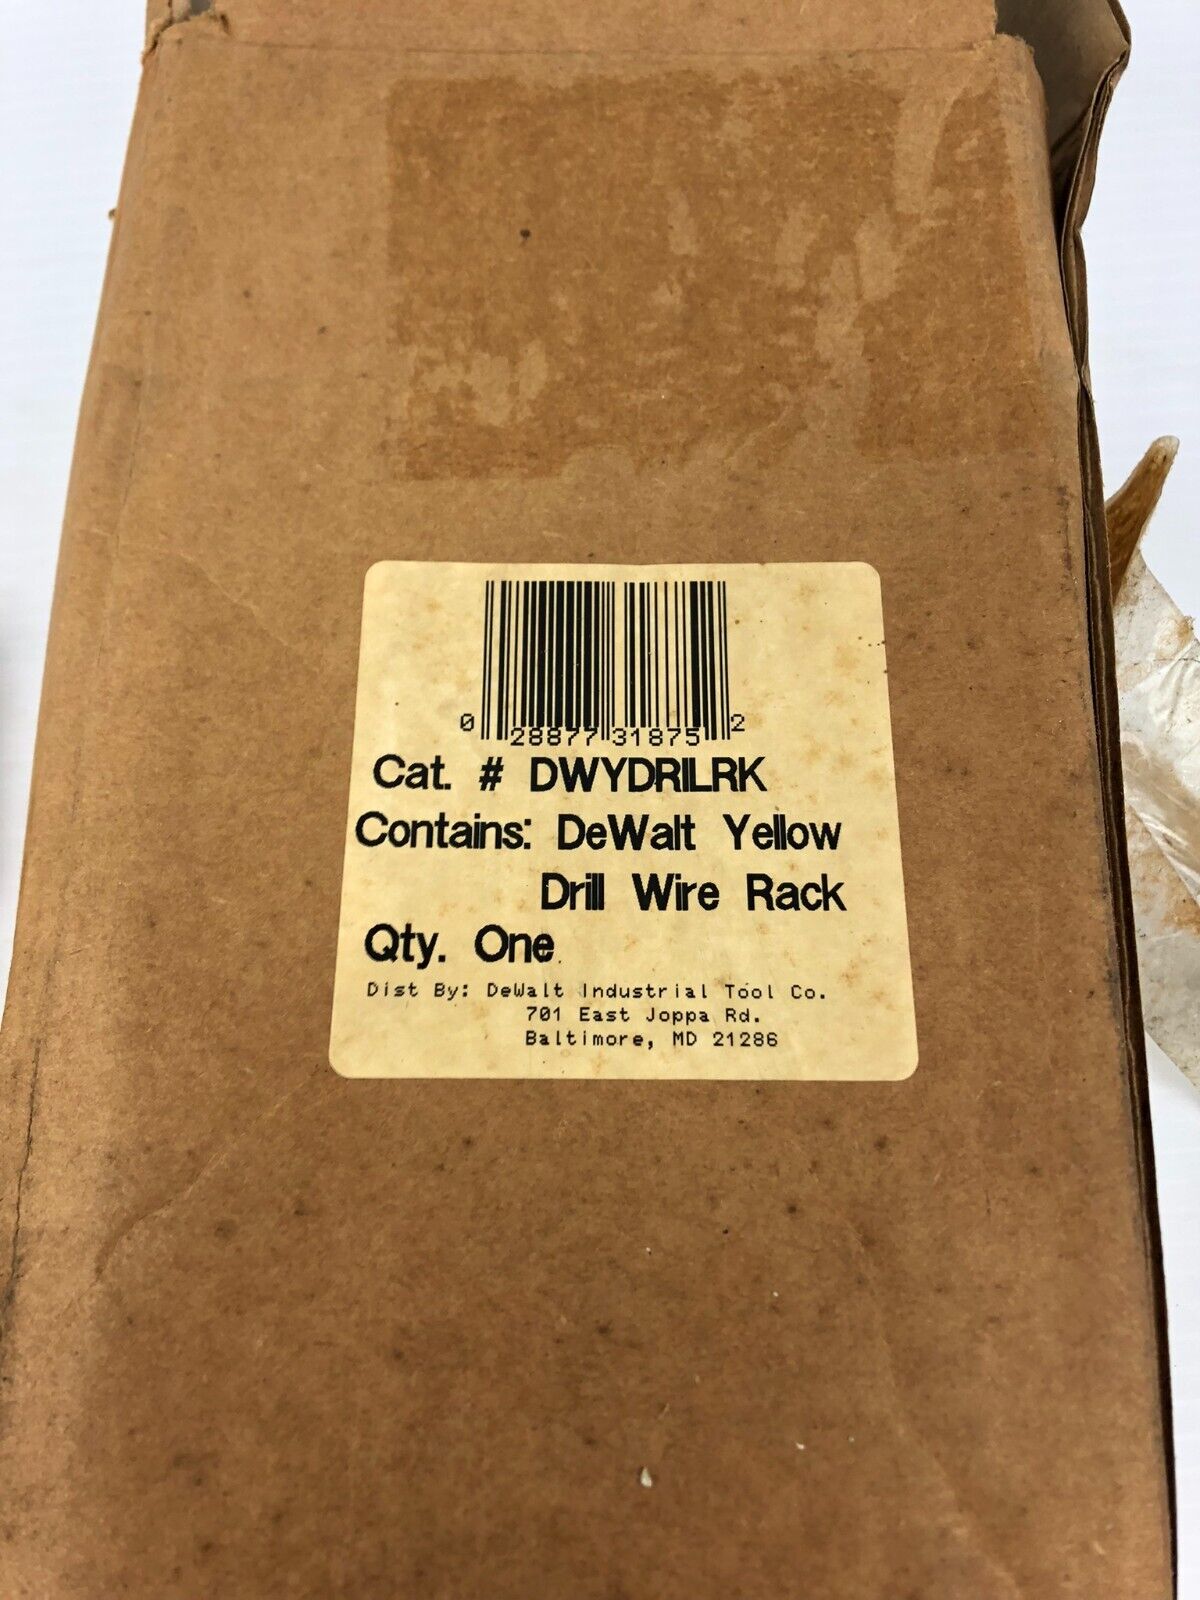 0 28877 31875 2
Cat. # DWYDRILRK
Contains: DeWalt Yellow
Drill Wire Rack
Qty. One
Dist By: DeWalt Industrial Tool Co.
701 East Joppa Rd.
Baltimore, MD 21286